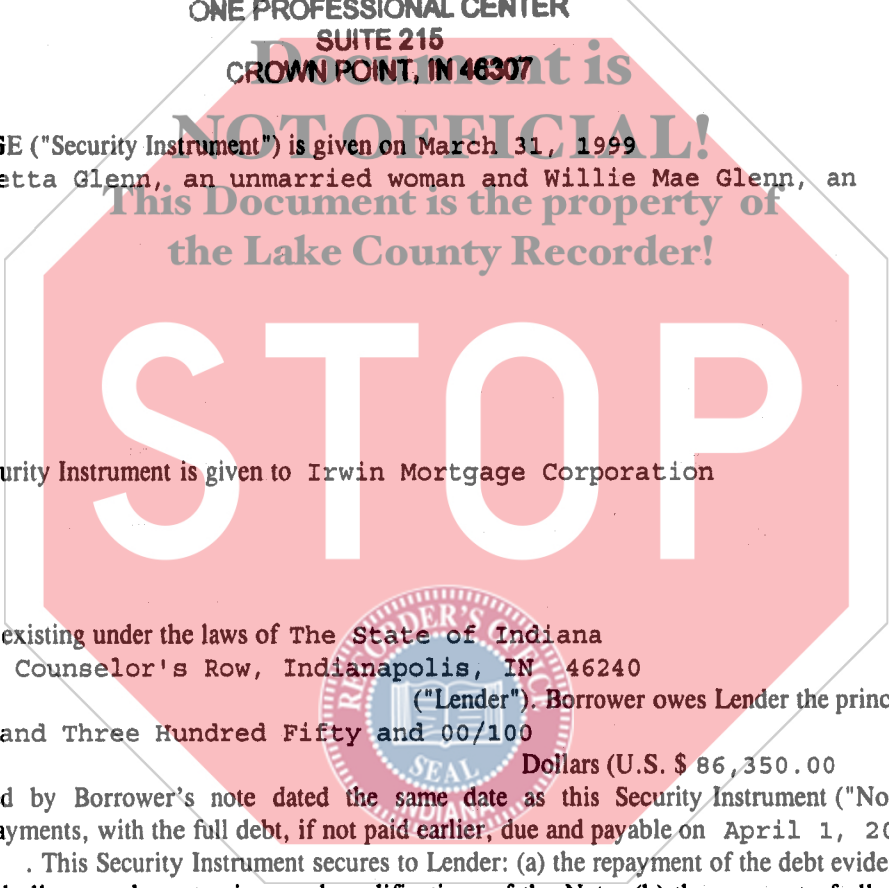 ONE PROFESSIONAL CENTER
SUITE 215
CROWN POINT, IN 46307
Document is
NOT OFFICIAL!
GE ("Security Instrument") is given on March 31, 1999
etta Glenn, an unmarried woman and Willie Mae Glenn, an
This Document is the property of
the Lake County Recorder!
STOP
urity Instrument is given to Irwin Mortgage Corporation
existing under the laws of The State of Indiana
Counselor's Row, Indianapolis, IN 46240
("Lender"). Borrower owes Lender the princ
and Three Hundred Fifty and 00/100
Dollars (U.S. $ 86,350.00
RECORDER'S OFFICE
SEAL
INDIANA
d by Borrower's note dated the same date as this Security Instrument ("No
ayments, with the full debt, if not paid earlier, due and payable on April 1, 20
. This Security Instrument secures to Lender: (a) the repayment of the debt evide